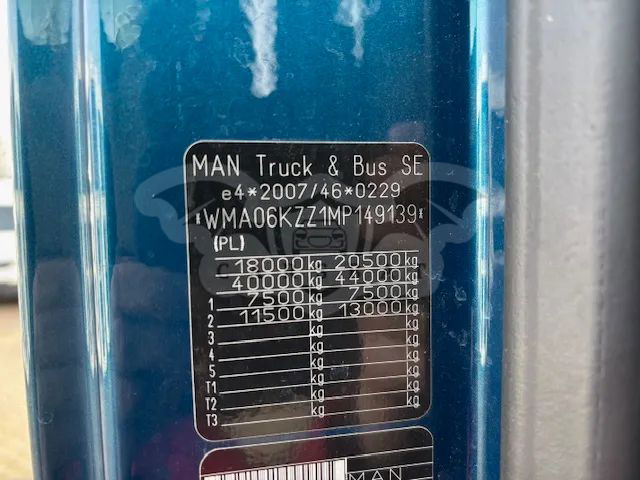 MAN Truck & Bus SE
e4*2007/46*0229
*WMA06KZZ1MP149139*
(PL)
18000 kg 20500 kg
40000 kg 44000 kg
1 7500 kg 7500 kg
2 11500 kg 13000 kg
3 kg kg
4 kg kg
5 kg kg
T1 kg kg
T2 kg kg
T3 kg kg
MAN